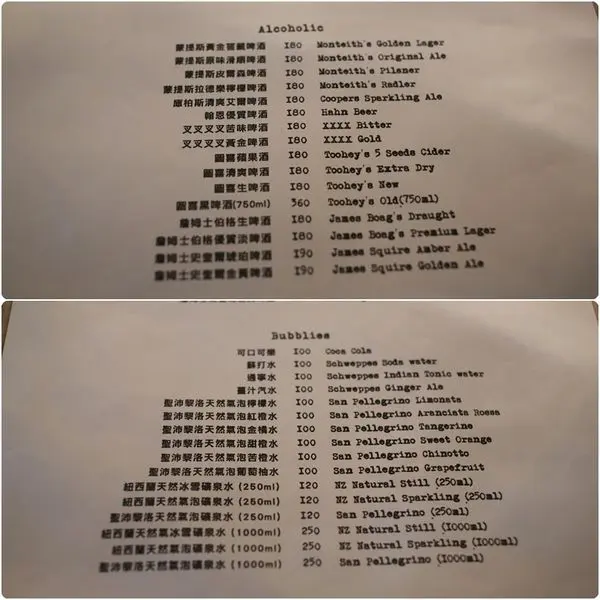 Alcoholic
蒙提斯黃金窖藏啤酒 180 Monteith's Golden Lager
蒙提斯原味滑順啤酒 180 Monteith's Original Ale
蒙提斯皮爾森啤酒 180 Monteith's Pilsner
蒙提斯拉德樂檸檬啤酒 180 Monteith's Radler
庫柏斯清爽艾爾啤酒 180 Coopers Sparkling Ale
翰恩優質啤酒 180 Hahn Beer
叉叉叉叉苦味啤酒 180 XXXX Bitter
叉叉叉叉黃金啤酒 180 XXXX Gold
圖喜蘋果酒 180 Toohey's 5 Seeds Cider
圖喜清爽啤酒 180 Toohey's Extra Dry
圖喜生啤酒 180 Toohey's New
圖喜黑啤酒(750ml) 360 Toohey's Old(750ml)
詹姆士伯格生啤酒 180 James Boag's Draught
詹姆士伯格優質淡啤酒 180 James Boag's Premium Lager
詹姆士史奎爾琥珀啤酒 190 James Squire Amber Ale
詹姆士史奎爾金黃啤酒 190 James Squire Golden Ale
Bubblies
可口可樂 100 Coca Cola
蘇打水 100 Schweppes Soda water
通寧水 100 Schweppes Indian Tonic water
薑汁汽水 100 Schweppes Ginger Ale
聖沛黎洛天然氣泡檸檬水 100 San Pellegrino Limonata
聖沛黎洛天然氣泡紅橙水 100 San Pellegrino Aranciata Rossa
聖沛黎洛天然氣泡金橘水 100 San Pellegrino Tangerine
聖沛黎洛天然氣泡甜橙水 100 San Pellegrino Sweet Orange
聖沛黎洛天然氣泡苦橙水 100 San Pellegrino Chinotto
聖沛黎洛天然氣泡葡萄柚水 100 San Pellegrino Grapefruit
紐西蘭天然冰雪礦泉水 (250ml) 120 NZ Natural Still (250ml)
紐西蘭天然氣泡礦泉水 (250ml) 120 NZ Natural Sparkling (250ml)
聖沛黎洛天然氣泡礦泉水 (250ml) 120 San Pellegrino (250ml)
紐西蘭天然冰雪礦泉水 (1000ml) 250 NZ Natural Still (1000ml)
紐西蘭天然氣泡礦泉水 (1000ml) 250 NZ Natural Sparkling (1000ml)
聖沛黎洛天然氣泡礦泉水 (1000ml) 250 San Pellegrino (1000ml)